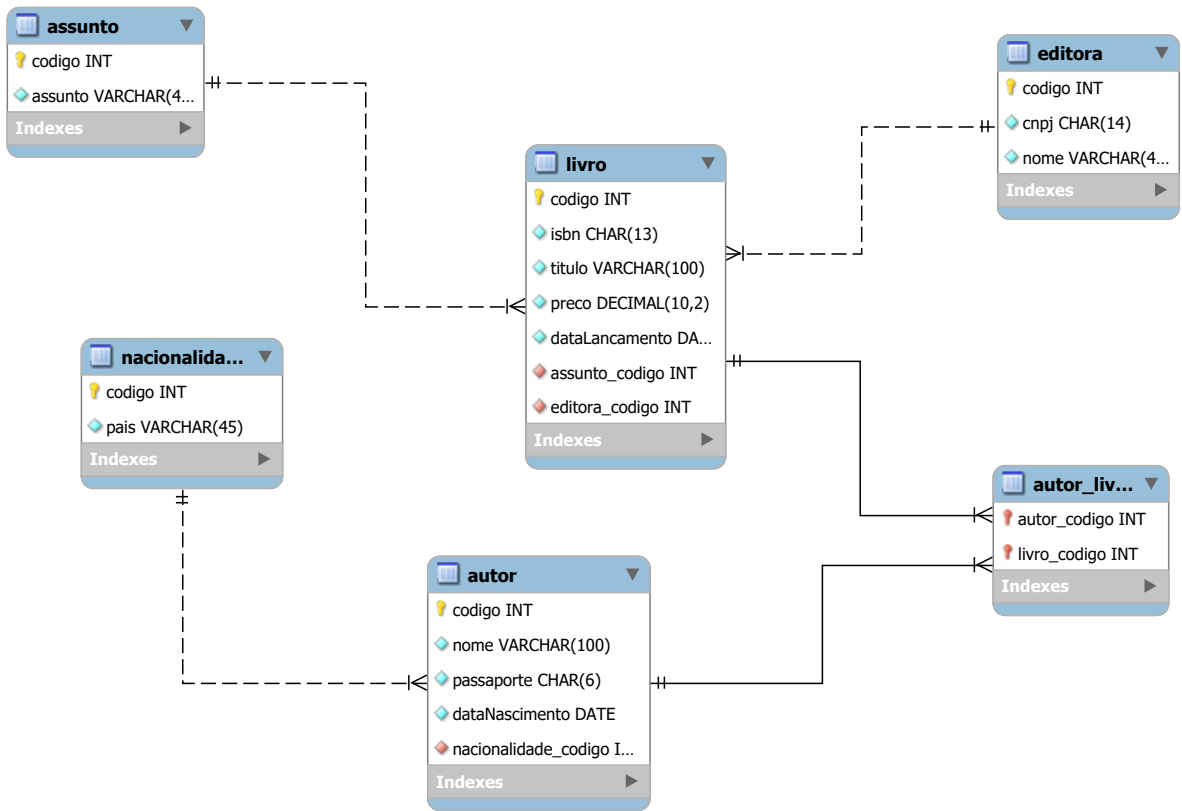 assunto
codigo INT
assunto VARCHAR(4...
Indexes
editora
codigo INT
cnpj CHAR(14)
nome VARCHAR(4...
Indexes
livro
codigo INT
isbn CHAR(13)
titulo VARCHAR(100)
preco DECIMAL(10,2)
dataLancamento DA...
assunto_codigo INT
editora_codigo INT
Indexes
nacionalida...
codigo INT
pais VARCHAR(45)
Indexes
autor_liv...
autor_codigo INT
livro_codigo INT
Indexes
autor
codigo INT
nome VARCHAR(100)
passaporte CHAR(6)
dataNascimento DATE
nacionalidade_codigo I...
Indexes